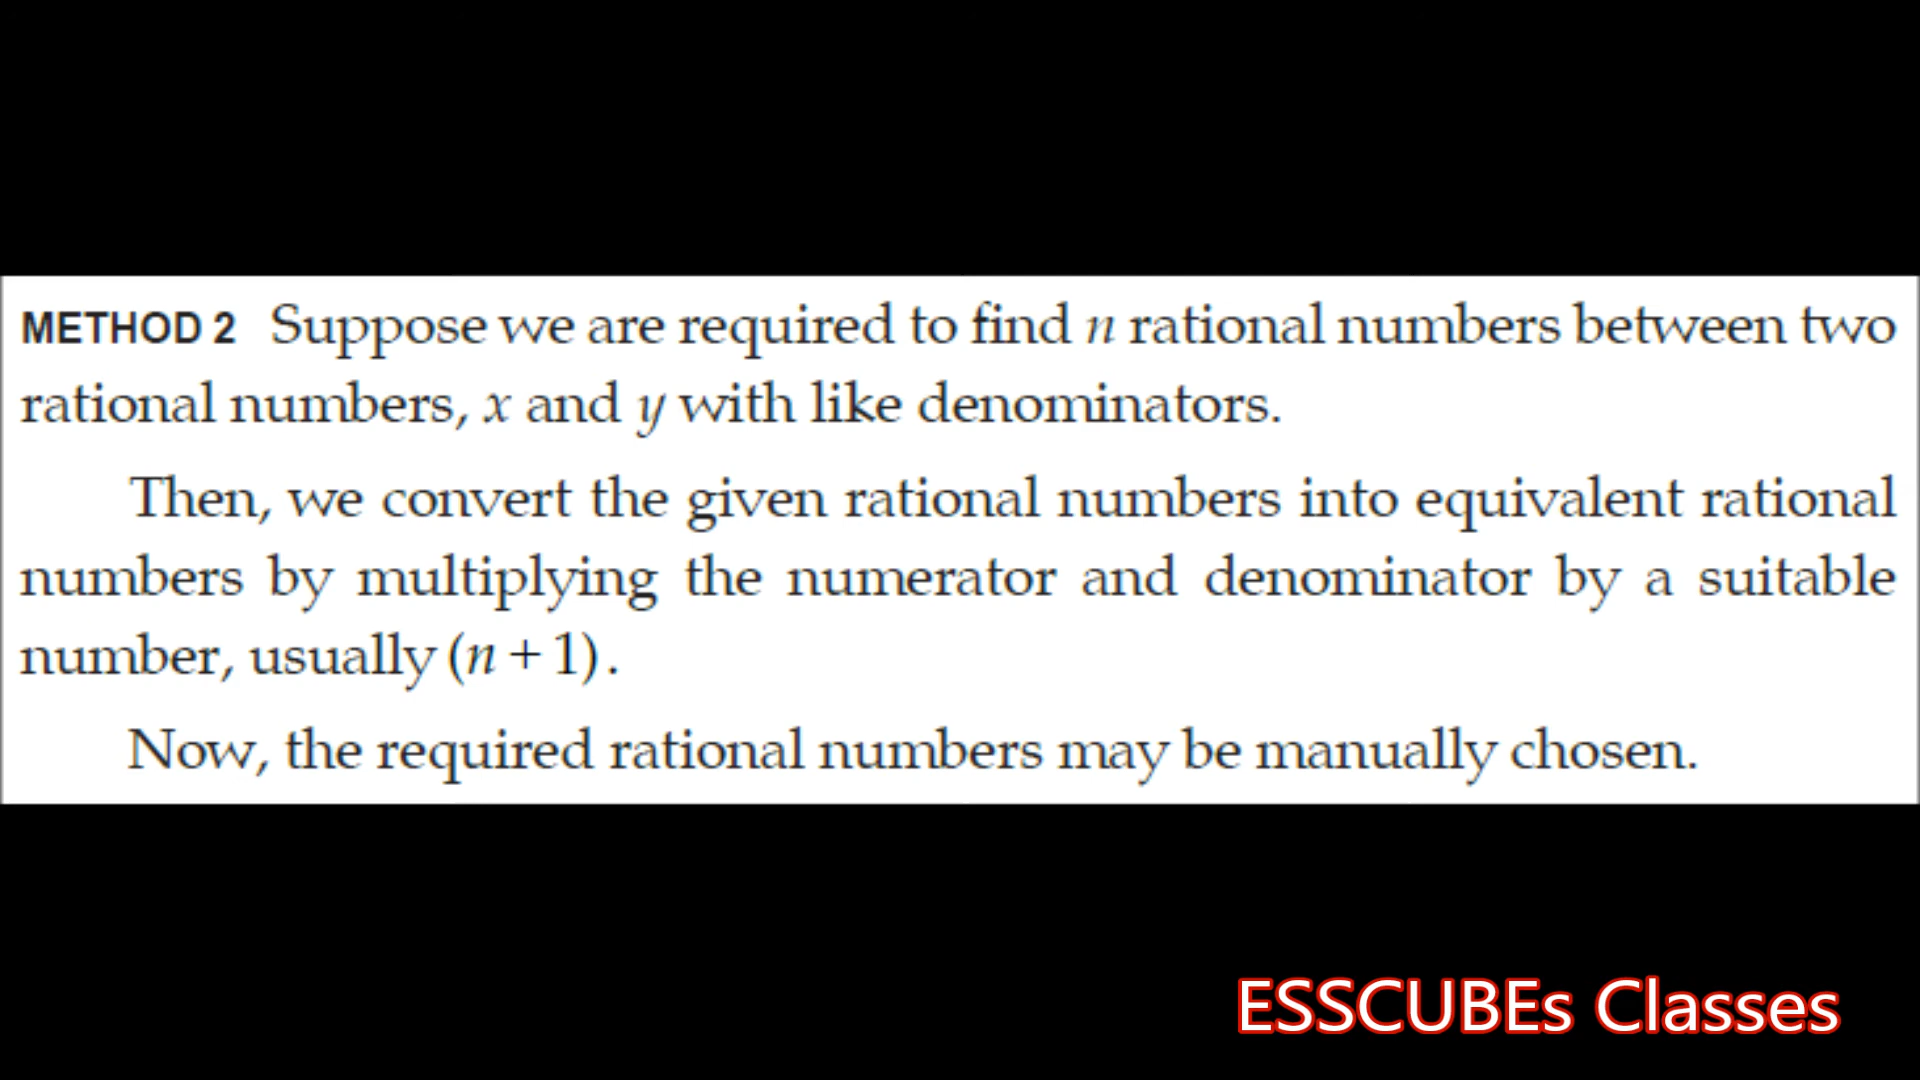 METHOD 2 Suppose we are required to find n rational numbers between two
rational numbers, x and y with like denominators.
Then, we convert the given rational numbers into equivalent rational
numbers by multiplying the numerator and denominator by a suitable
number, usually (n + 1).
Now, the required rational numbers may be manually chosen.
ESSCUBEs Classes